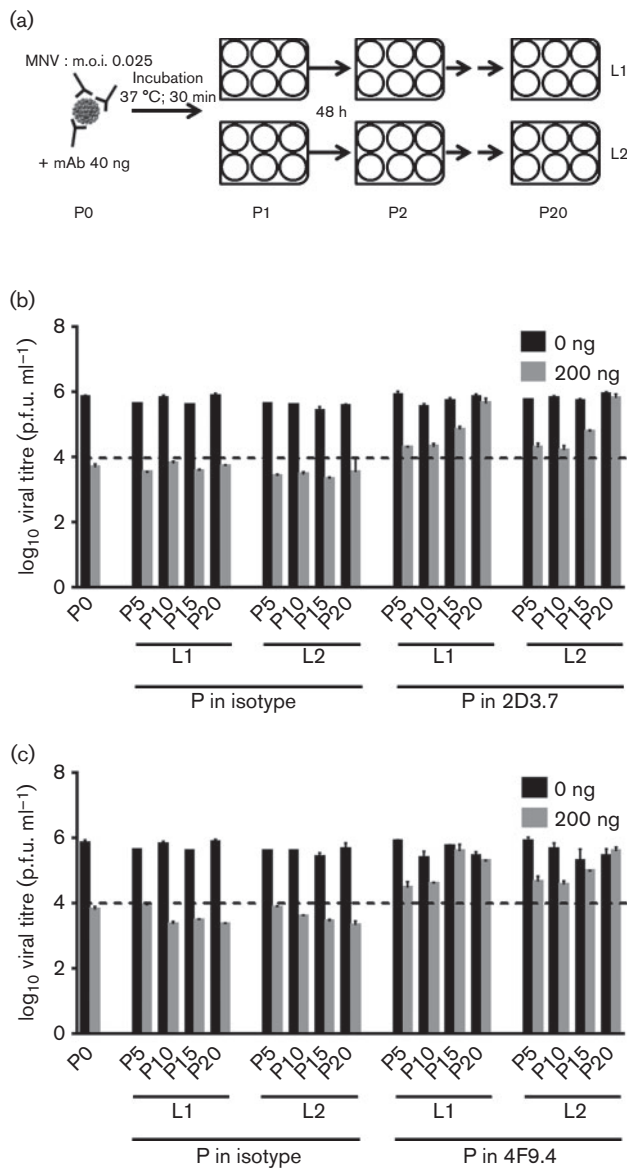 (a)
MNV : m.o.i. 0.025
Incubation
37 °C; 30 min
+ mAb 40 ng
48 h
L1
L2
P0
P1
P2
P20
(b)
log10 viral titre (p.f.u. ml−1)
8
6
4
2
0
0 ng
200 ng
P0
P5
P10
P15
P20
P5
P10
P15
P20
P5
P10
P15
P20
P5
P10
P15
P20
L1
L2
L1
L2
P in isotype
P in 2D3.7
(c)
log10 viral titre (p.f.u. ml−1)
8
6
4
2
0
0 ng
200 ng
P0
P5
P10
P15
P20
P5
P10
P15
P20
P5
P10
P15
P20
P5
P10
P15
P20
L1
L2
L1
L2
P in isotype
P in 4F9.4